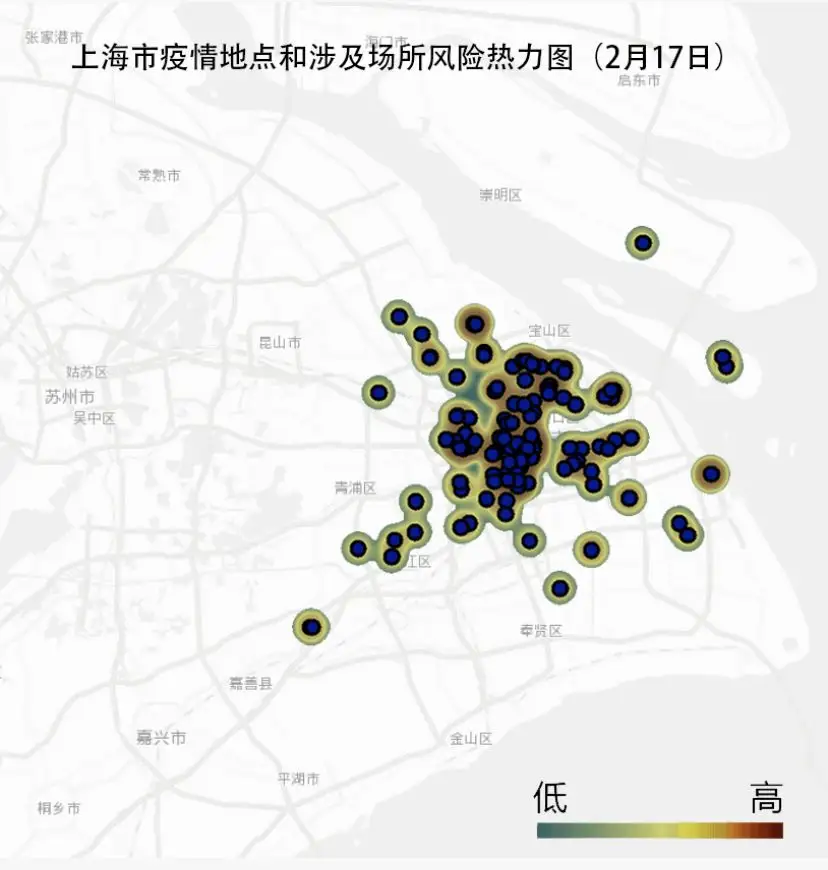 张家港市
海门市
上海市疫情地点和涉及场所风险热力图（2月17日）
启东市
常熟市
崇明区
宝山区
昆山市
姑苏区
苏州市
吴中区
青浦区
江区
奉贤区
嘉善县
嘉兴市
金山区
平湖市
桐乡市
低
高